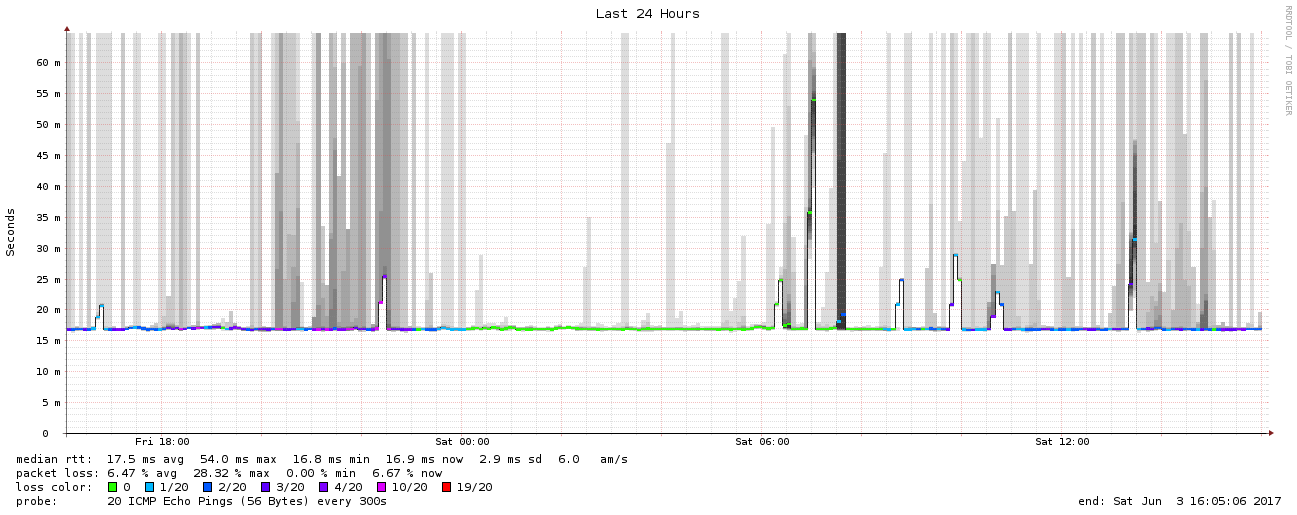 Last 24 Hours
RRDTOOL / TOBI OETIKER
Seconds
60 m
55 m
50 m
45 m
40 m
35 m
30 m
25 m
20 m
15 m
10 m
5 m
0
Fri 18:00 Sat 00:00 Sat 06:00 Sat 12:00
median rtt: 17.5 ms avg 54.0 ms max 16.8 ms min 16.9 ms now 2.9 ms sd 6.0 am/s
packet loss: 6.47 % avg 28.32 % max 0.00 % min 6.67 % now
loss color: 0 1/20 2/20 3/20 4/20 10/20 19/20
probe: 20 ICMP Echo Pings (56 Bytes) every 300s end: Sat Jun 3 16:05:06 2017